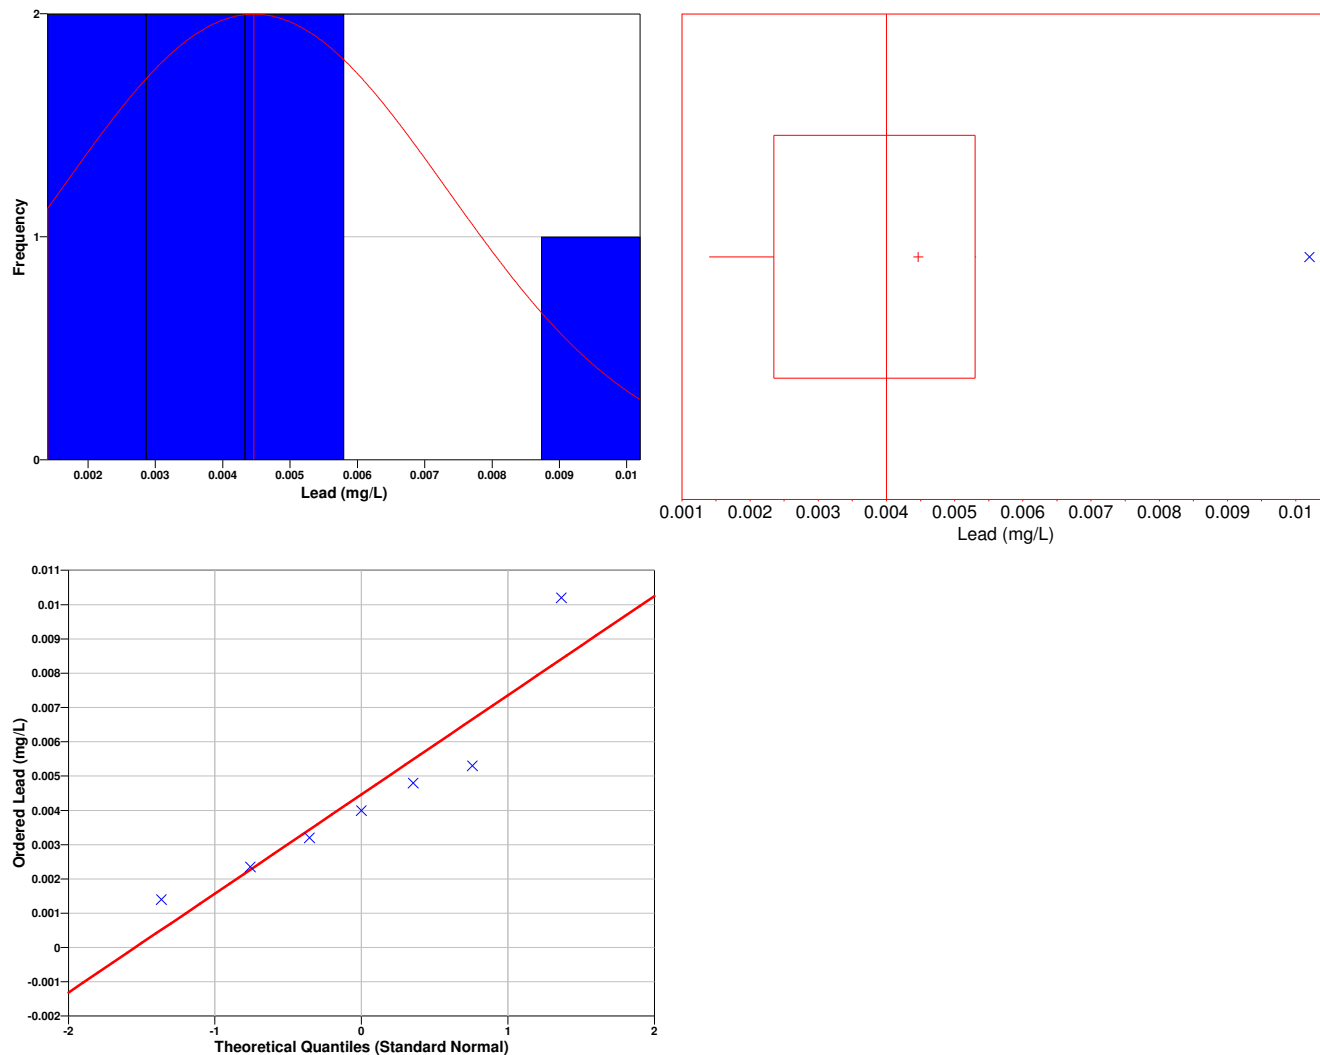 2
1
0
Frequency
0.002 0.003 0.004 0.005 0.006 0.007 0.008 0.009 0.01
Lead (mg/L)
0.001 0.002 0.003 0.004 0.005 0.006 0.007 0.008 0.009 0.01
Lead (mg/L)
0.011
0.01
0.009
0.008
0.007
0.006
0.005
0.004
0.003
0.002
0.001
0
-0.001
-0.002
Ordered Lead (mg/L)
-2 -1 0 1 2
Theoretical Quantiles (Standard Normal)